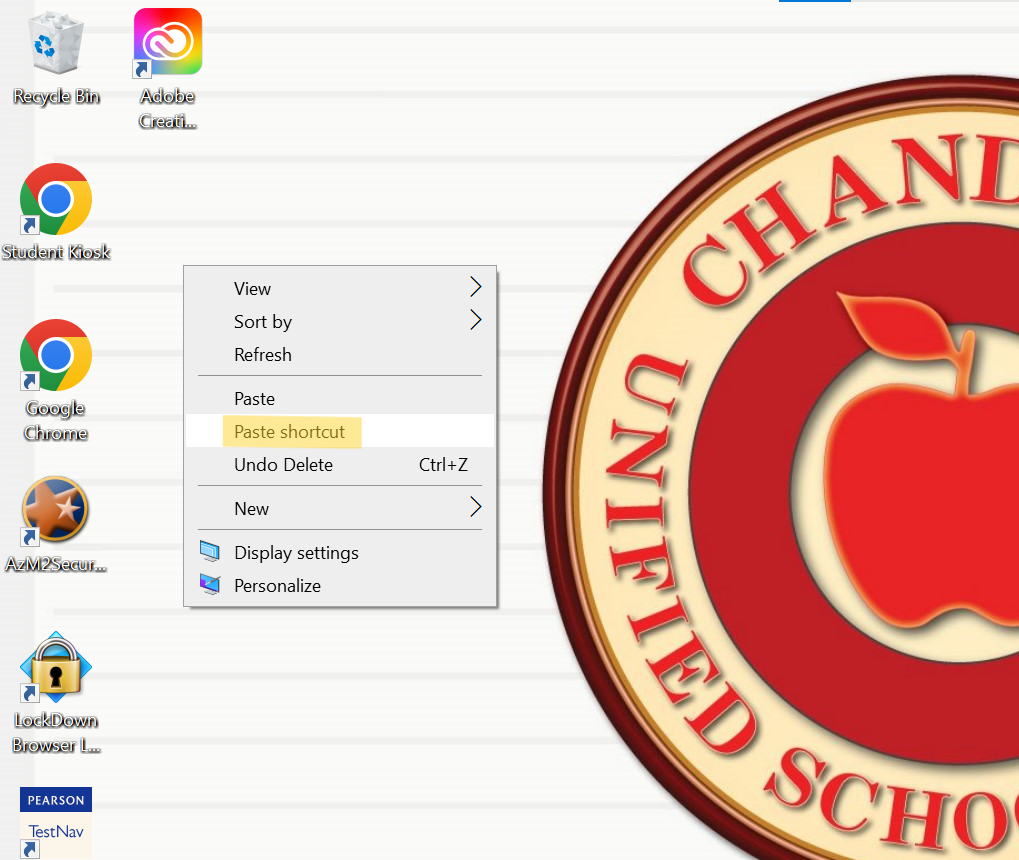 Recycle Bin
Adobe
Creati...
Student Kiosk
Google
Chrome
AzM2Secur...
LockDown
Browser L...
PEARSON
TestNav
View
Sort by
Refresh
Paste
Paste shortcut
Undo Delete Ctrl+Z
New
Display settings
Personalize
CHAND
UNIFIED SCHOO